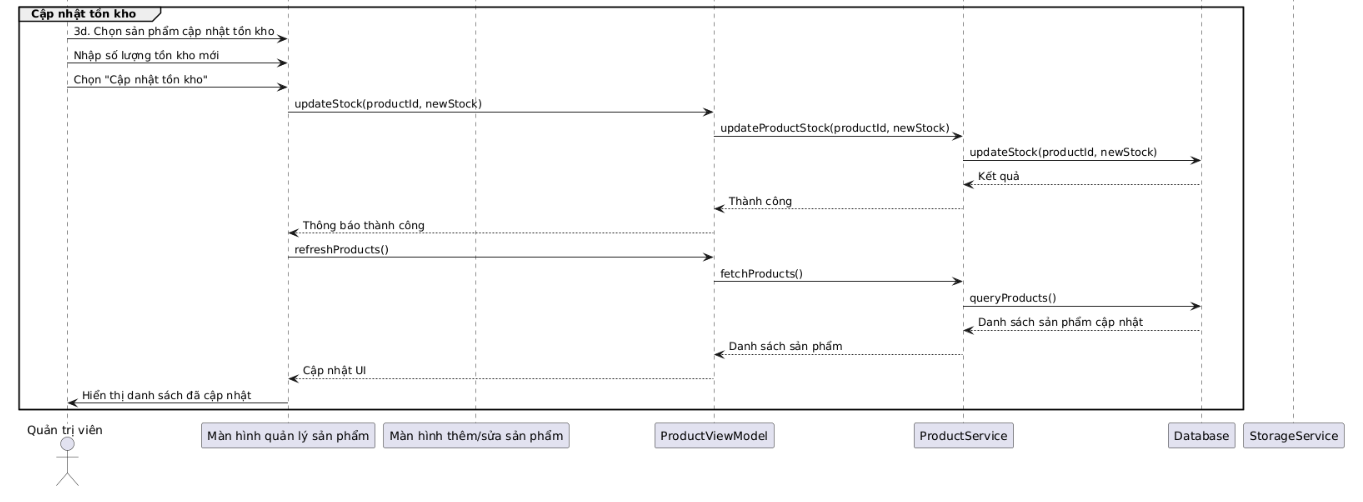 Cập nhật tồn kho
3d. Chọn sản phẩm cập nhật tồn kho
Nhập số lượng tồn kho mới
Chọn "Cập nhật tồn kho"
updateStock(productId, newStock)
updateProductStock(productId, newStock)
updateStock(productId, newStock)
Kết quả
Thành công
Thông báo thành công
refreshProducts()
fetchProducts()
queryProducts()
Danh sách sản phẩm cập nhật
Danh sách sản phẩm
Cập nhật UI
Hiển thị danh sách đã cập nhật
Quản trị viên
Màn hình quản lý sản phẩm
Màn hình thêm/sửa sản phẩm
ProductViewModel
ProductService
Database
StorageService